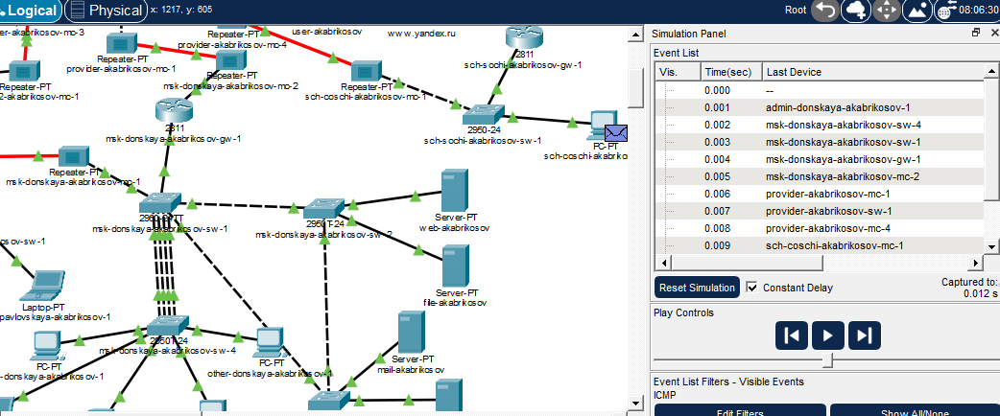 Logical
Physical
x: 1217, y: 605
Root
08:06:30
er-akabrikosov-mc-3
Repeater-PT
provider-akabrikosov-mc-1
Repeater-PT
provider-akabrikosov-mc-4
user-akabrikosov
www.yandex.ru
2811
sch-sochi-akabrikosov-gw-1
Repeater-PT
2-akabrikosov-mc-1
Repeater-PT
msk-donskaya-akabrikosov-mc-2
Repeater-PT
sch-coschi-akabrikosov-mc-1
2811
msk-donskaya-akabrikosov-gw-1
2950-24
sch-sochi-akabrikosov-sw-1
PC-PT
sch-coschi-akabriko
Repeater-PT
msk-donskaya-akabrikosov-mc-1
2960-24TT
msk-donskaya-akabrikosov-sw-1
2950T-24
msk-donskaya-akabrikosov-sw-2
Server-PT
web-akabrikosov
Server-PT
file-akabrikosov
ov-sw-1
Laptop-PT
pavlovskaya-akabrikosov-1
2950T-24
msk-donskaya-akabrikosov-sw-4
PC-PT
-donskaya-akabrikosov-1
PC-PT
other-donskaya-akabrikosov-1
Server-PT
mail-akabrikosov
Simulation Panel
Event List
Vis. Time(sec) Last Device
0.000 --
0.001 admin-donskaya-akabrikosov-1
0.002 msk-donskaya-akabrikosov-sw-4
0.003 msk-donskaya-akabrikosov-sw-1
0.004 msk-donskaya-akabrikosov-gw-1
0.005 msk-donskaya-akabrikosov-mc-2
0.006 provider-akabrikosov-mc-1
0.007 provider-akabrikosov-sw-1
0.008 provider-akabrikosov-mc-4
0.009 sch-coschi-akabrikosov-mc-1
Reset Simulation
Constant Delay
Captured to:
0.012 s
Play Controls
Event List Filters - Visible Events
ICMP
Edit Filters
Show All/None